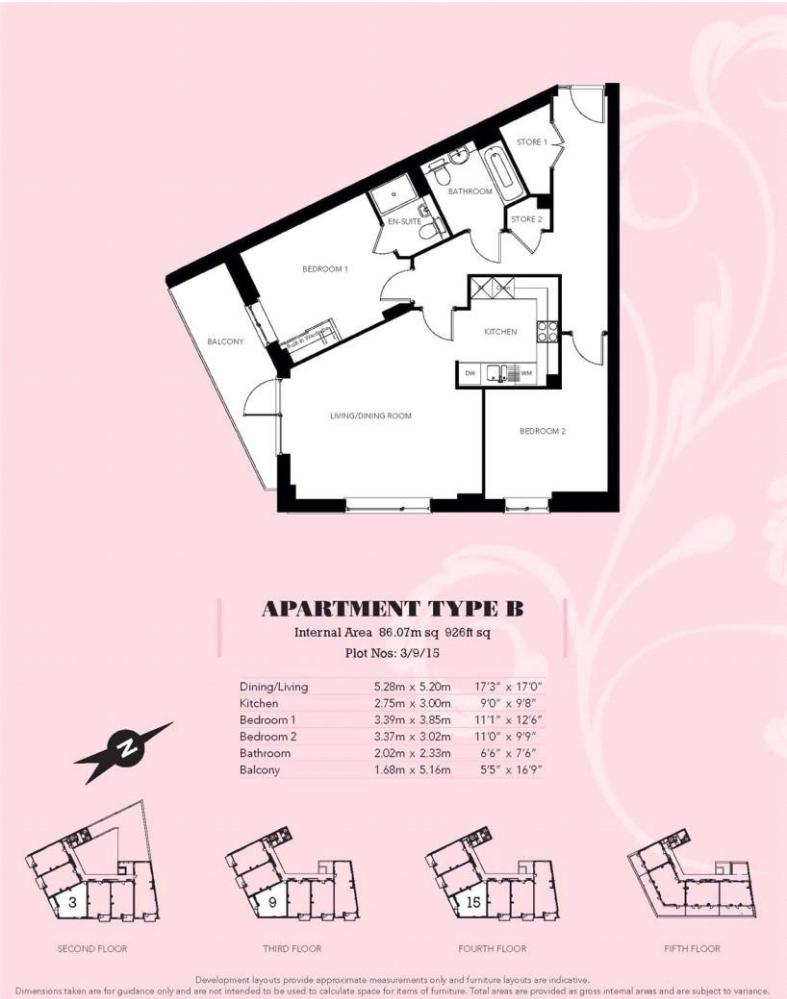 STORE 1
BATHROOM
STORE 2
EN-SUITE
BEDROOM 1
KITCHEN
BALCONY
Built-in Wardrobe
DW
WM
LIVING/DINING ROOM
BEDROOM 2
APARTMENT TYPE B
Internal Area 86.07m sq 926ft sq
Plot Nos: 3/9/15
Dining/Living 5.28m x 5.20m 17'3" x 17'0"
Kitchen 2.75m x 3.00m 9'0" x 9'8"
Bedroom 1 3.39m x 3.85m 11'1" x 12'6"
Bedroom 2 3.37m x 3.02m 11'0" x 9'9"
Bathroom 2.02m x 2.33m 6'6" x 7'6"
Balcony 1.68m x 5.16m 5'5" x 16'9"
N
3
9
15
SECOND FLOOR
THIRD FLOOR
FOURTH FLOOR
FIFTH FLOOR
Development layouts provide approximate measurements only and furniture layouts are indicative.
Dimensions taken are for guidance only and are not intended to be used to calculate space for items of furniture. Total areas are provided as gross internal areas and are subject to variance.